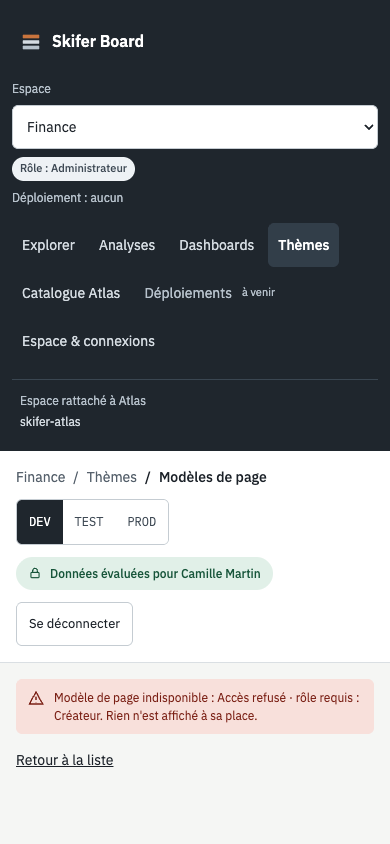 Skifer Board
Espace
Finance
Rôle : Administrateur
Déploiement : aucun
Explorer Analyses Dashboards Thèmes
Catalogue Atlas Déploiements à venir
Espace & connexions
Espace rattaché à Atlas
skifer-atlas
Finance / Thèmes / Modèles de page
DEV TEST PROD
Données évaluées pour Camille Martin
Se déconnecter
Modèle de page indisponible : Accès refusé · rôle requis :
Créateur. Rien n'est affiché à sa place.
Retour à la liste